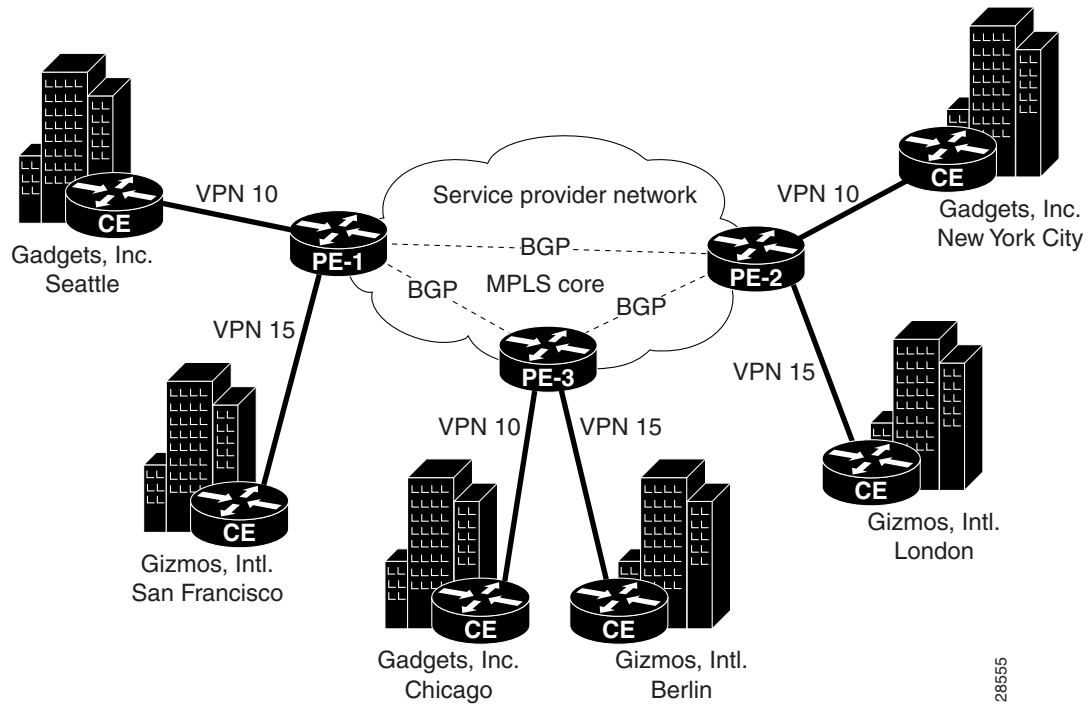 VPN 10
CE
Gadgets, Inc.
Seattle
Service provider network
PE-1
BGP
MPLS core
BGP
BGP
PE-2
PE-3
VPN 10
CE
Gadgets, Inc.
New York City
VPN 15
CE
Gizmos, Intl.
San Francisco
VPN 10
VPN 15
CE
Gadgets, Inc.
Chicago
CE
Gizmos, Intl.
Berlin
VPN 15
CE
Gizmos, Intl.
London
28555